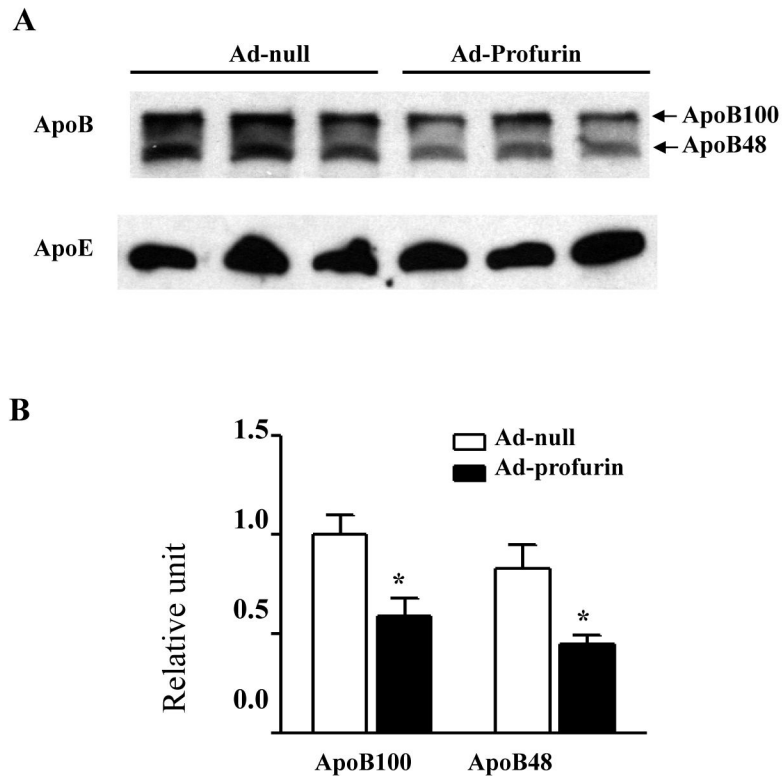 A
Ad-null Ad-Profurin
ApoB
ApoB100
ApoB48
ApoE
B
1.5
1.0
0.5
0.0
Relative unit
Ad-null
Ad-profurin
*
*
ApoB100 ApoB48